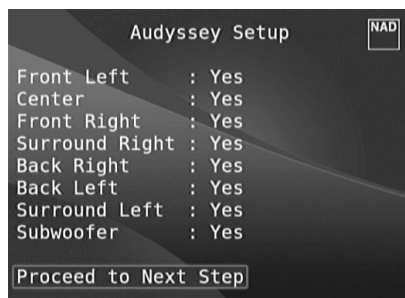 Audyssey Setup
NAD
Front Left : Yes
Center : Yes
Front Right : Yes
Surround Right : Yes
Back Right : Yes
Back Left : Yes
Surround Left : Yes
Subwoofer : Yes
Proceed to Next Step